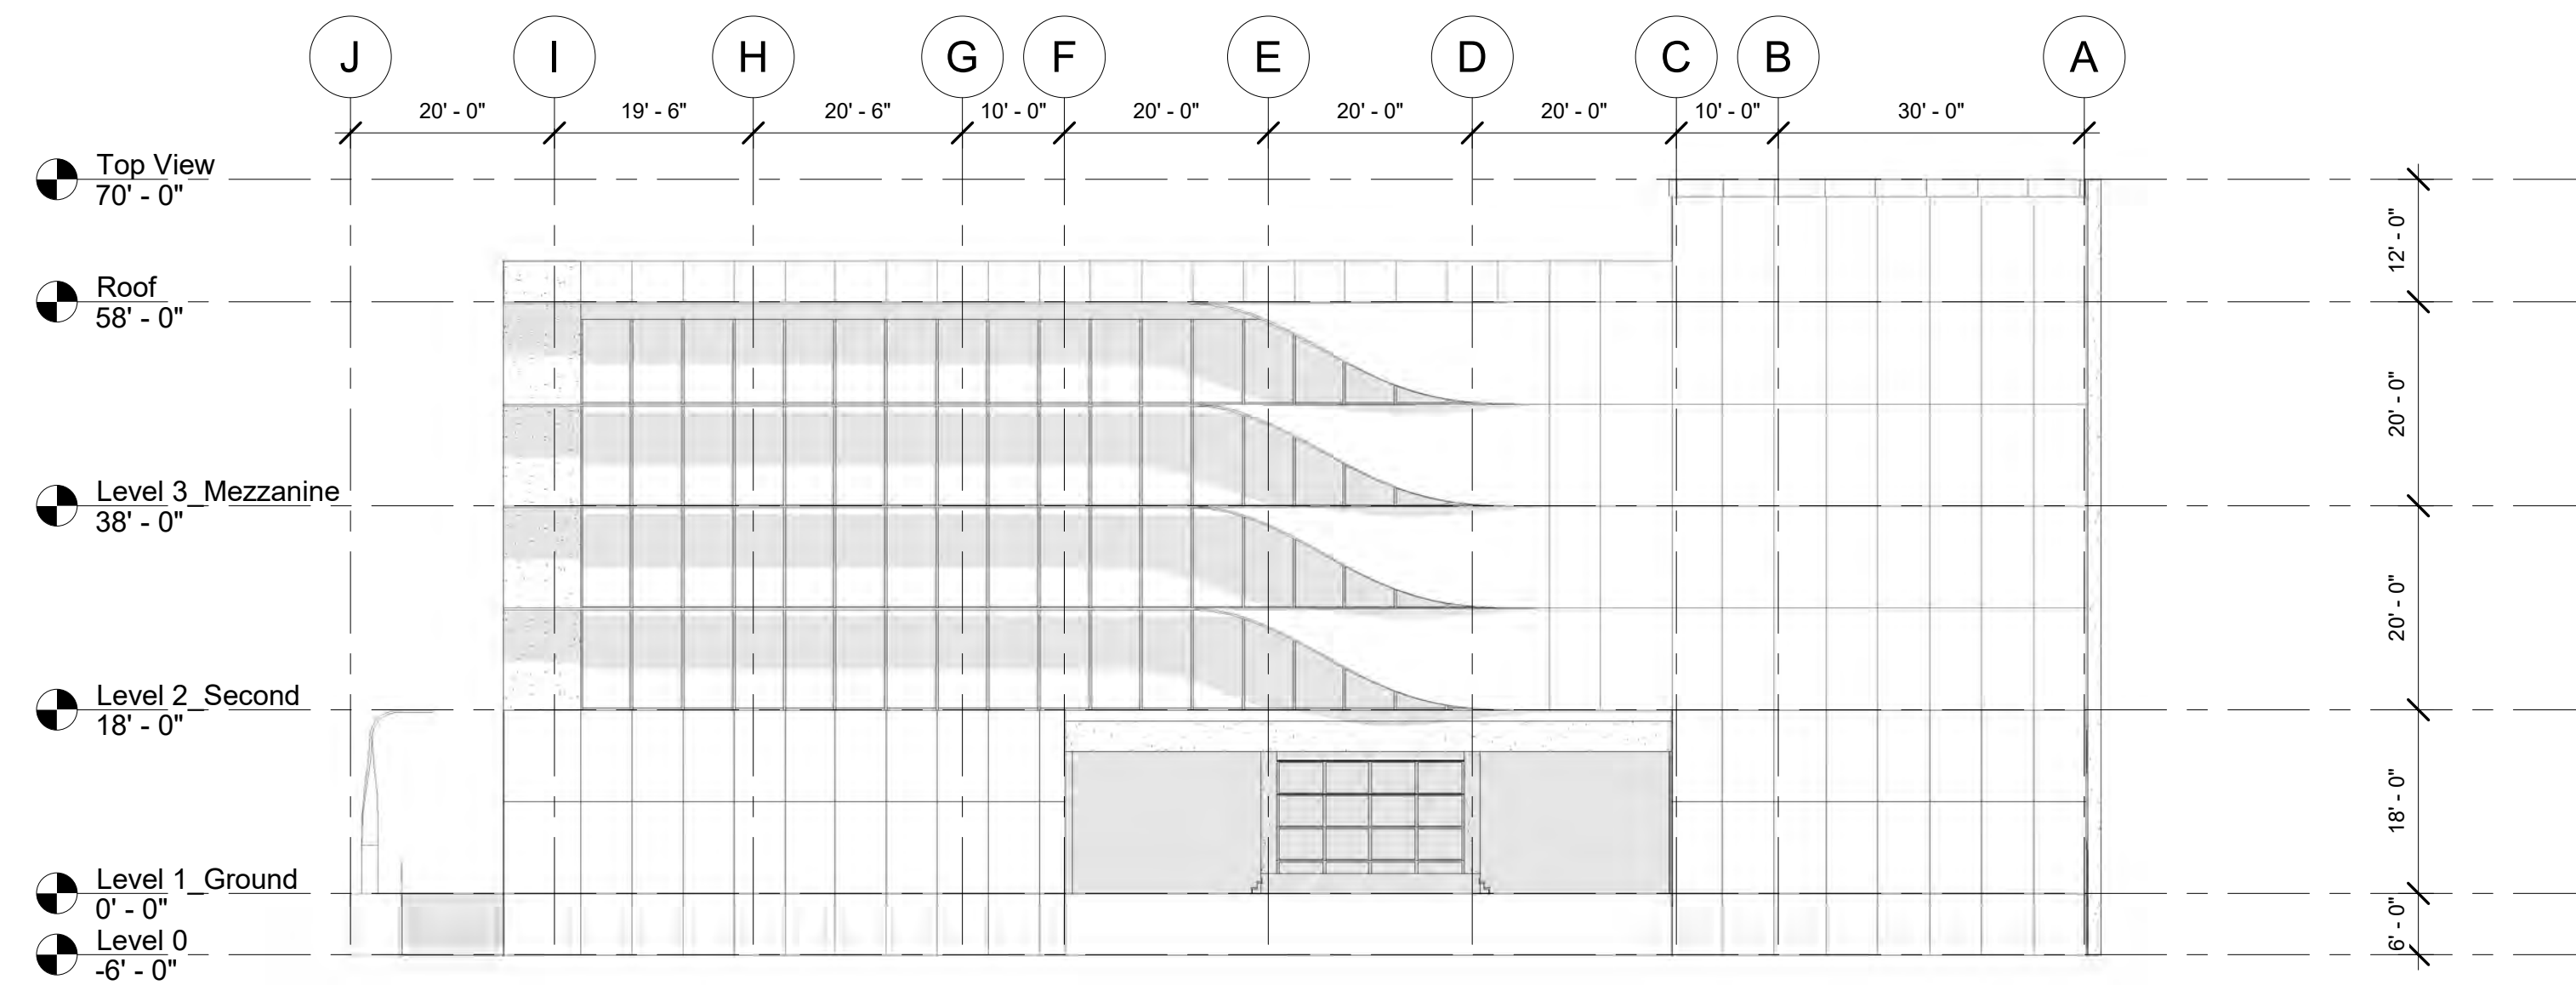 J I H G F E D C B A
20' - 0" 19' - 6" 20' - 6" 10' - 0" 20' - 0" 20' - 0" 20' - 0" 10' - 0" 30' - 0"
Top View
70' - 0"
12' - 0"
Roof
58' - 0"
20' - 0"
Level 3_Mezzanine
38' - 0"
20' - 0"
Level 2_Second
18' - 0"
18' - 0"
Level 1_Ground
0' - 0"
6' - 0"
Level 0
-6' - 0"